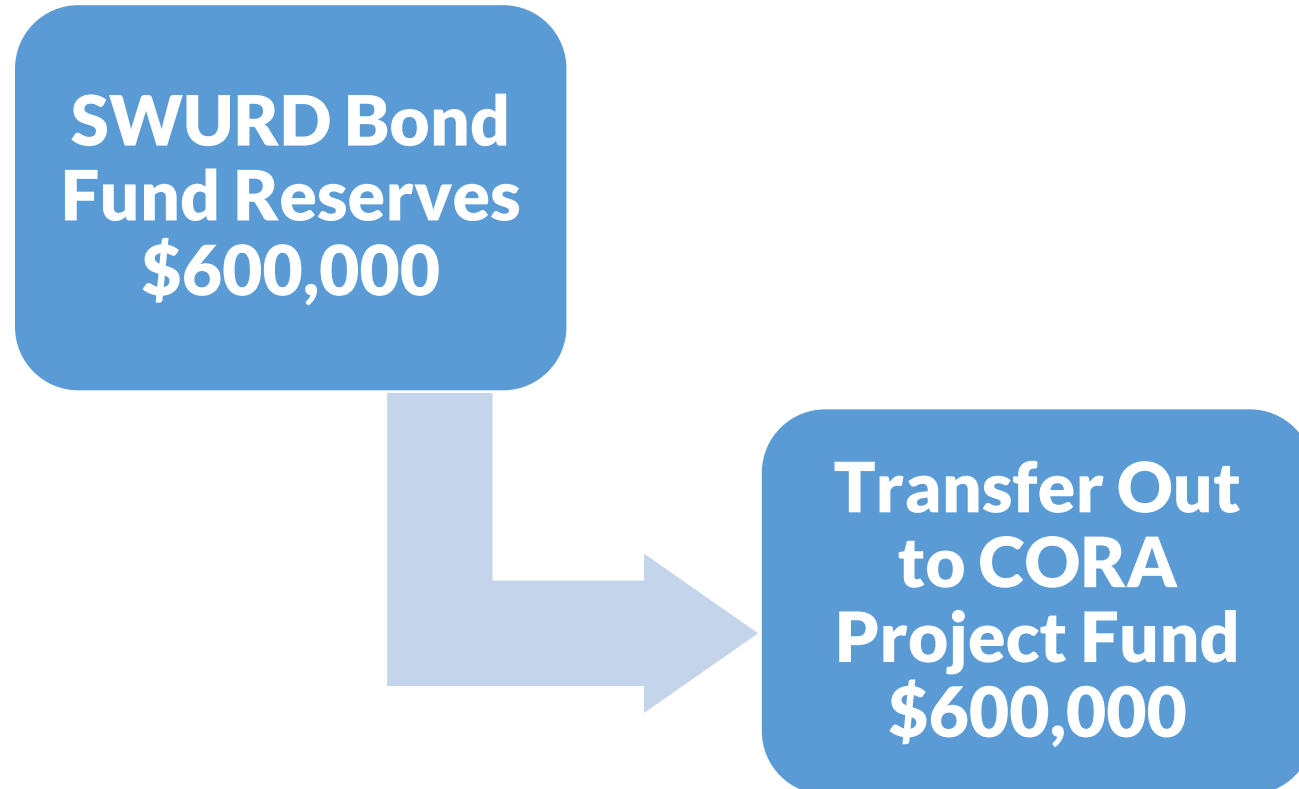 SWURD Bond
Fund Reserves
$600,000
Transfer Out
to CORA
Project Fund
$600,000